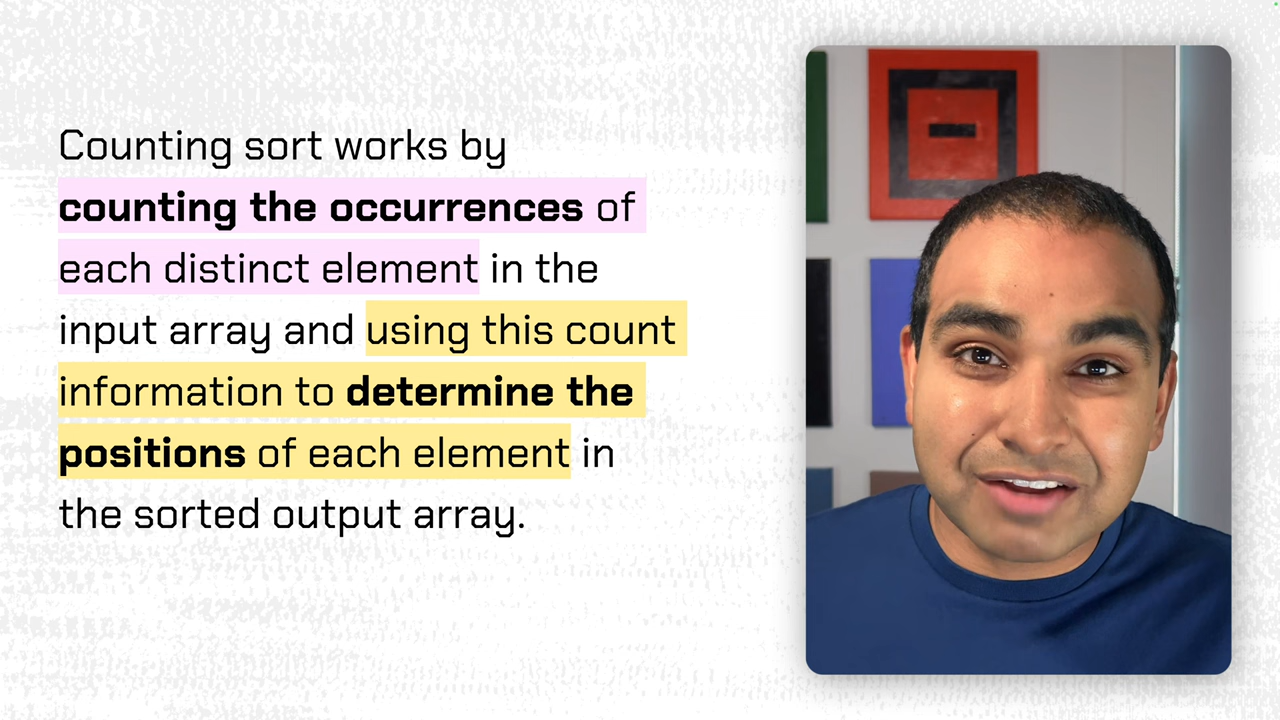 Counting sort works by
counting the occurrences of
each distinct element in the
input array and using this count
information to determine the
positions of each element in
the sorted output array.